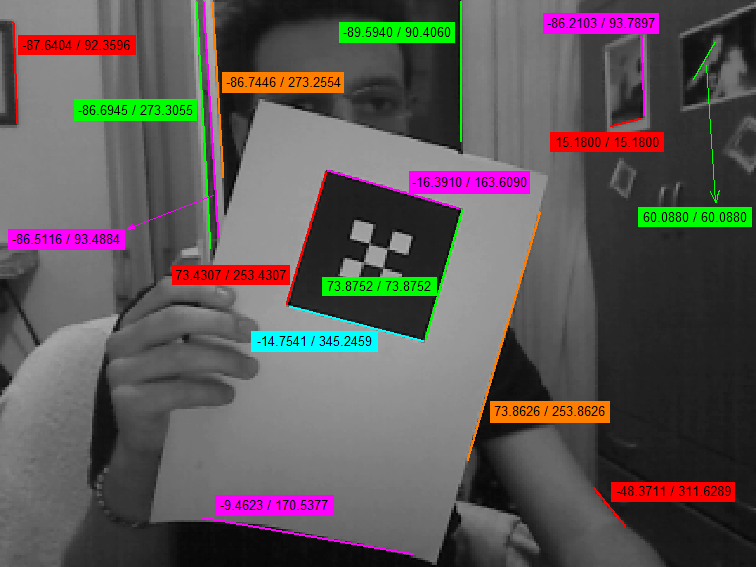 -86.2103 / 93.7897
-89.5940 / 90.4060
-87.6404 / 92.3596
-86.7446 / 273.2554
-86.6945 / 273.3055
15.1800 / 15.1800
-16.3910 / 163.6090
60.0880 / 60.0880
-86.5116 / 93.4884
73.4307 / 253.4307
73.8752 / 73.8752
-14.7541 / 345.2459
73.8626 / 253.8626
-48.3711 / 311.6289
-9.4623 / 170.5377